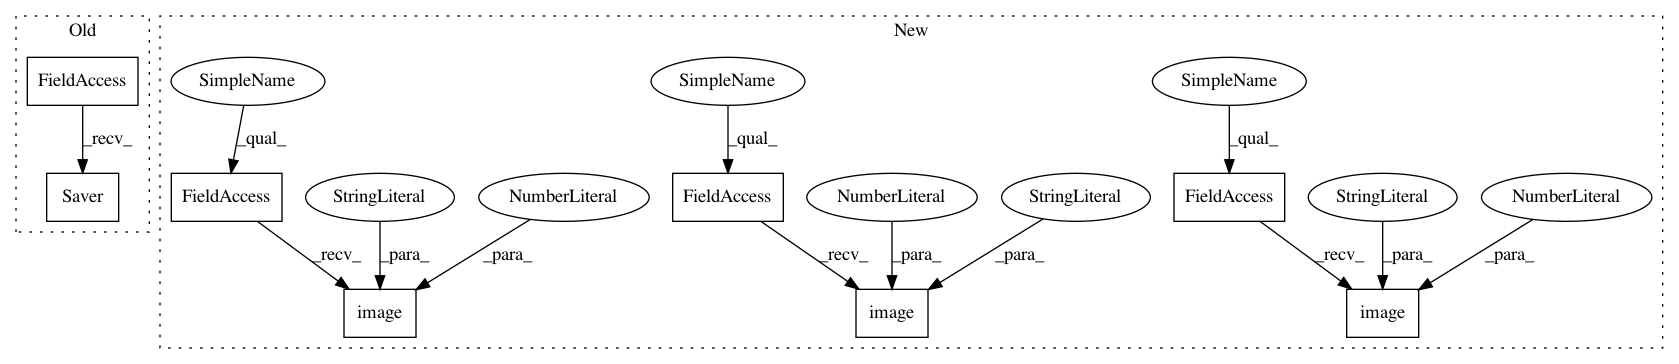 Old
New
FieldAccess
SimpleName
SimpleName
SimpleName
_recv_
_qual_
_qual_
_qual_
Saver
FieldAccess
StringLiteral
NumberLiteral
FieldAccess
NumberLiteral
StringLiteral
FieldAccess
StringLiteral
NumberLiteral
_recv_
_para_
_para_
_recv_
_para_
_para_
_recv_
_para_
_para_
image
image
image